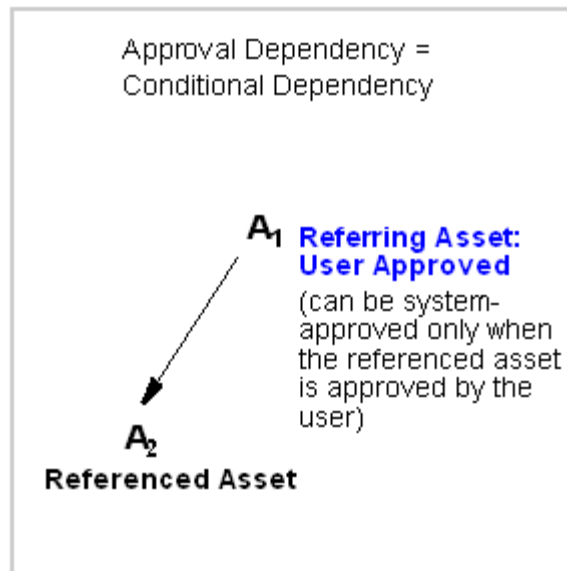 Approval Dependency =
Conditional Dependency
A1
Referring Asset:
User Approved
(can be system-
approved only when
the referenced asset
is approved by the
user)
A2
Referenced Asset